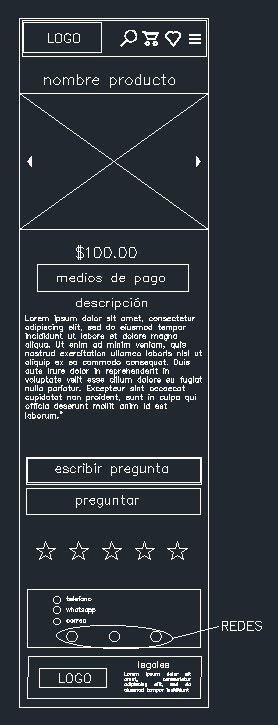 LOGO
nombre producto
$100.00
medios de pago
descripción
Lorem ipsum dolor sit amet, consectetur
adipiscing elit, sed do eiusmod tempor
incididunt ut labore et dolore magna
aliqua. Ut enim ad minim veniam, quis
nostrud exercitation ullamco laboris nisi ut
aliquip ex ea commodo consequat. Duis
aute irure dolor in reprehenderit in
voluptate velit esse cillum dolore eu fugiat
nulla pariatur. Excepteur sint occaecat
cupidatat non proident, sunt in culpa qui
officia deserunt mollit anim id est
laborum."
escribir pregunta
preguntar
telefono
whatsapp
correo
REDES
LOGO
legales
Lorem ipsum dolor sit
amet, consectetur
adipiscing elit, sed do
eiusmod tempor incididunt